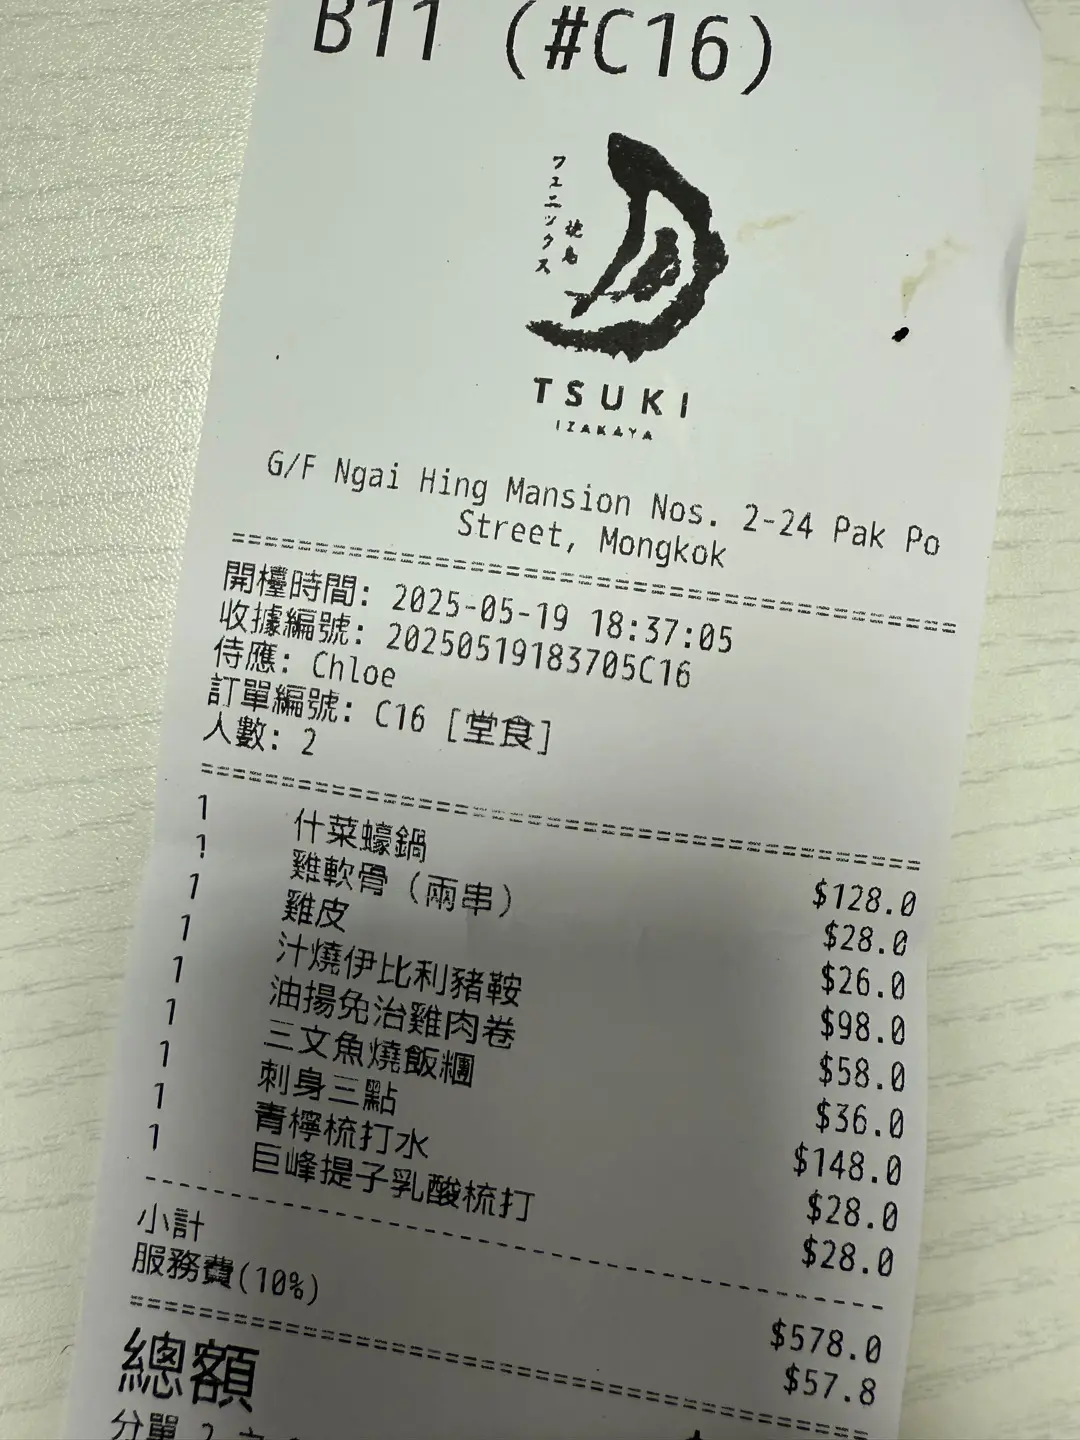 B11 (#C16)
フェニックス
焼鳥
TSUKI
IZAKAYA
G/F Ngai Hing Mansion Nos. 2-24 Pak Po
Street, Mongkok
開檯時間: 2025-05-19 18:37:05
收據編號: 20250519183705C16
侍應: Chloe
訂單編號: C16 [堂食]
人數: 2
1 什菜蠔鍋 $128.0
1 雞軟骨 (兩串) $28.0
1 雞皮 $26.0
1 汁燒伊比利豬鞍 $98.0
1 油揚免治雞肉卷 $58.0
1 三文魚燒飯糰 $36.0
1 刺身三點 $148.0
1 青檸梳打水 $28.0
1 巨峰提子乳酸梳打 $28.0
小計 $578.0
服務費(10%) $57.8
總額
分單 2